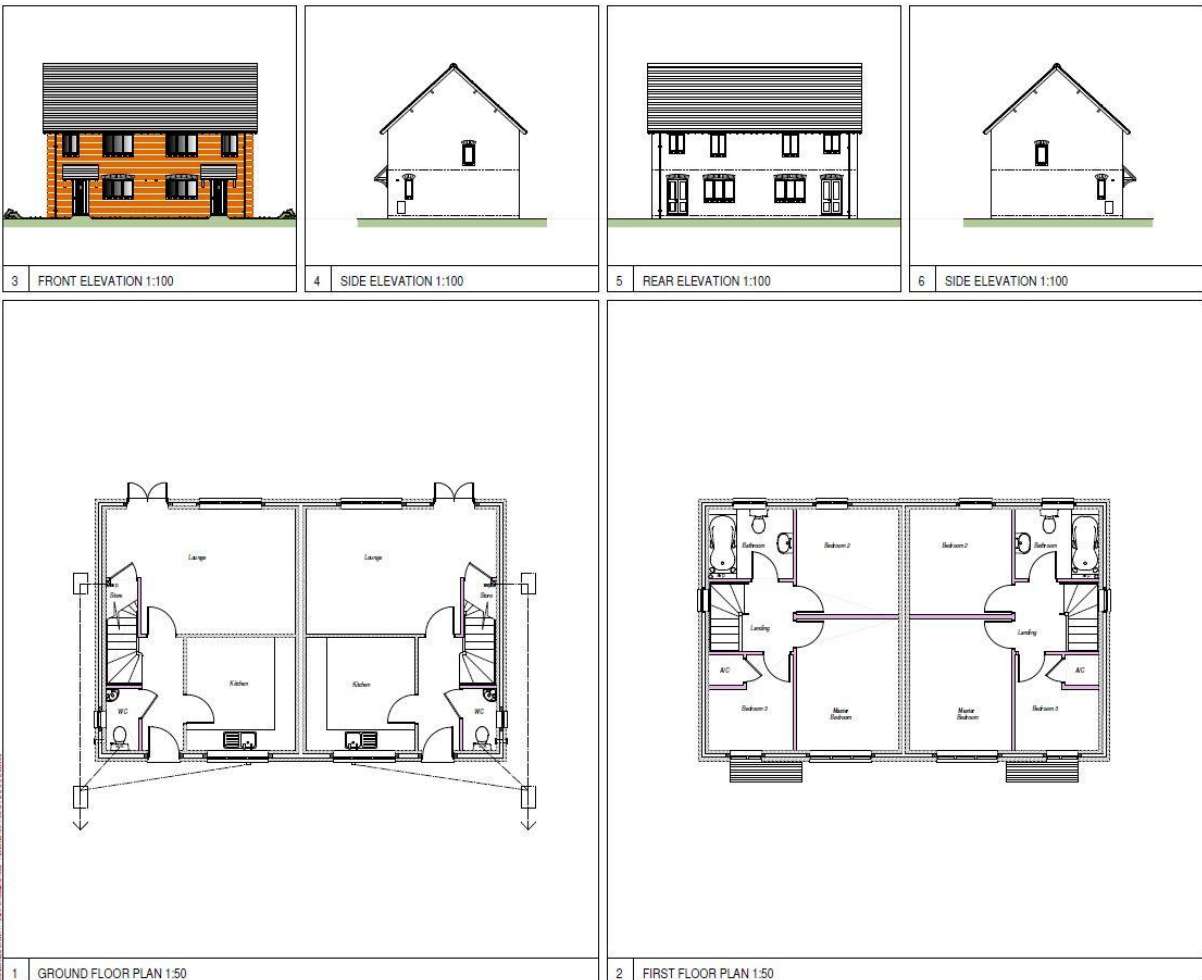 3 FRONT ELEVATION 1:100
4 SIDE ELEVATION 1:100
5 REAR ELEVATION 1:100
6 SIDE ELEVATION 1:100
Lounge
Lounge
Store
Store
Kitchen
Kitchen
WC
WC
1 GROUND FLOOR PLAN 1:50
Bathroom
Bedroom 2
Bedroom 2
Bathroom
Landing
Landing
A/C
A/C
Bedroom 3
Master
Bedroom
Master
Bedroom
Bedroom 3
2 FIRST FLOOR PLAN 1:50